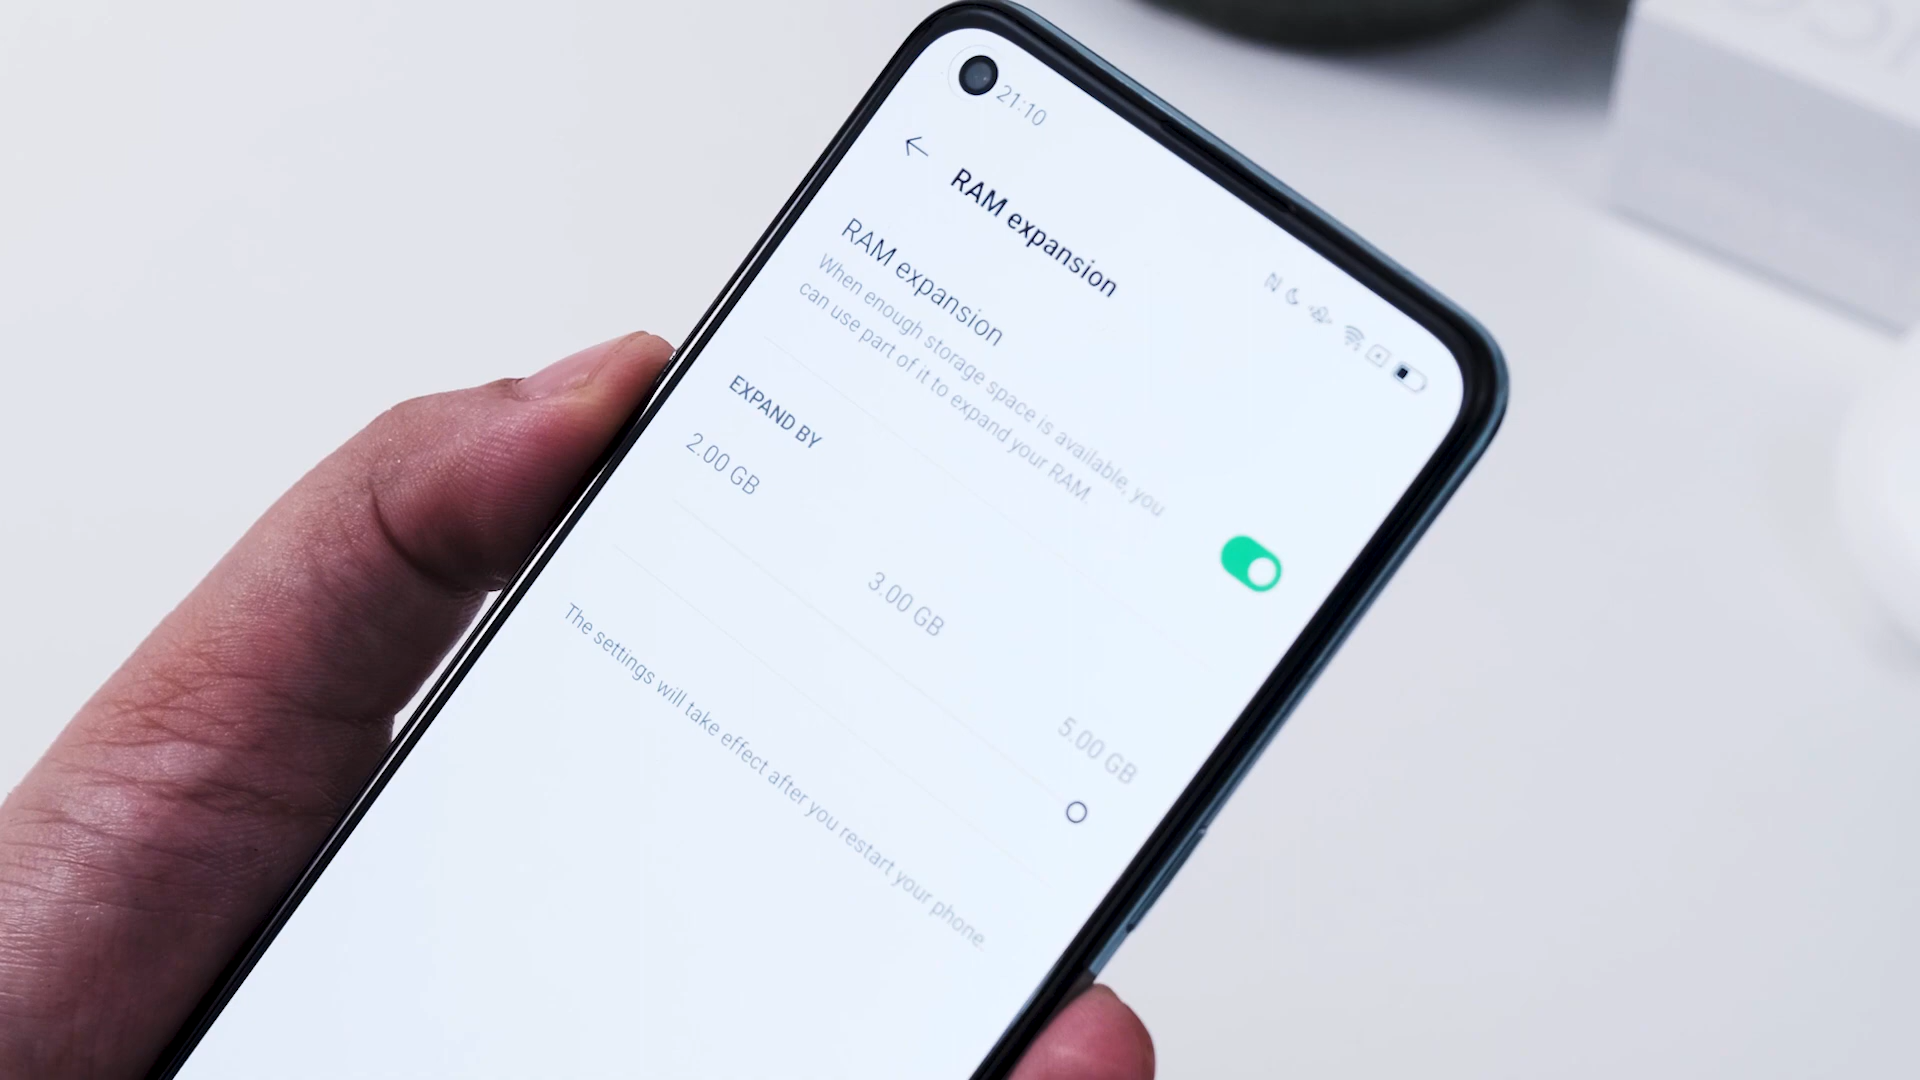 21:10
RAM expansion
RAM expansion
When enough storage space is available, you
can use part of it to expand your RAM.
EXPAND BY
2.00 GB
3.00 GB
5.00 GB
The settings will take effect after you restart your phone.